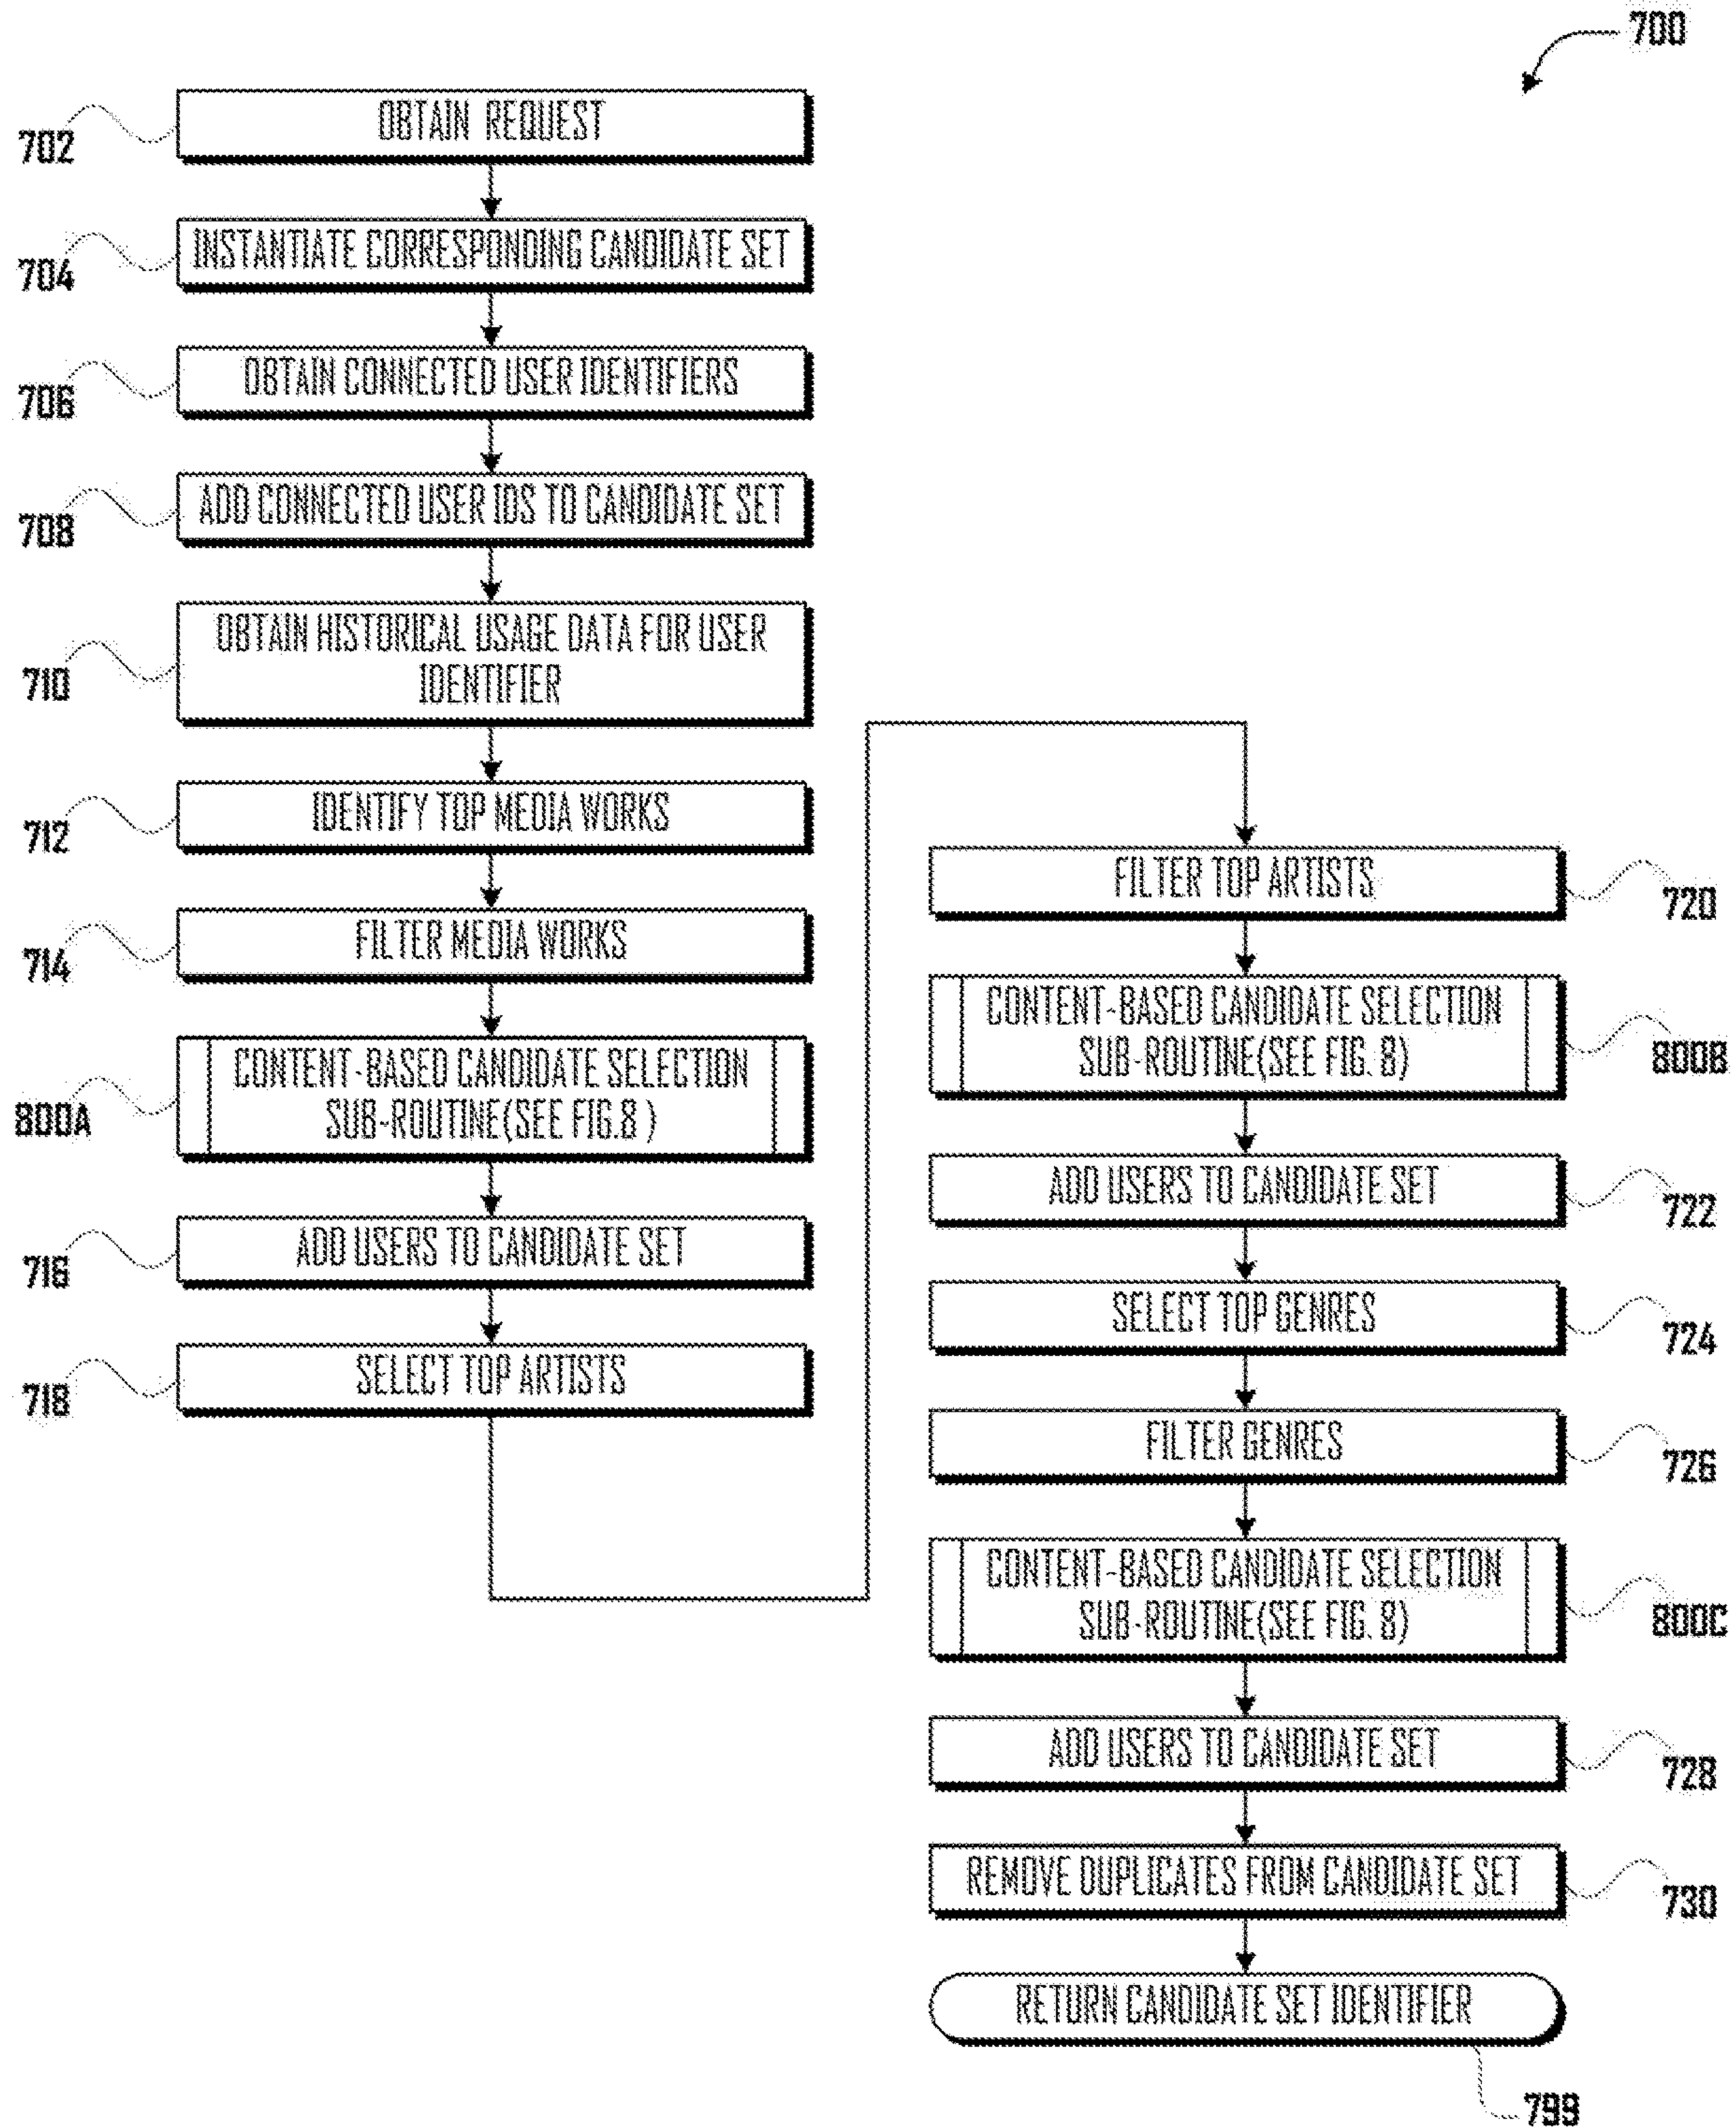 700
702
OBTAIN REQUEST
704
INSTANTIATE CORRESPONDING CANDIDATE SET
706
OBTAIN CONNECTED USER IDENTIFIERS
708
ADD CONNECTED USER IDS TO CANDIDATE SET
710
OBTAIN HISTORICAL USAGE DATA FOR USER
IDENTIFIER
712
IDENTIFY TOP MEDIA WORKS
714
FILTER MEDIA WORKS
800A
CONTENT-BASED CANDIDATE SELECTION
SUB-ROUTINE(SEE FIG.8 )
716
ADD USERS TO CANDIDATE SET
718
SELECT TOP ARTISTS
FILTER TOP ARTISTS
720
CONTENT-BASED CANDIDATE SELECTION
SUB-ROUTINE(SEE FIG. 8)
800B
ADD USERS TO CANDIDATE SET
722
SELECT TOP GENRES
724
FILTER GENRES
726
CONTENT-BASED CANDIDATE SELECTION
SUB-ROUTINE(SEE FIG. 8)
800C
ADD USERS TO CANDIDATE SET
728
REMOVE DUPLICATES FROM CANDIDATE SET
730
RETURN CANDIDATE SET IDENTIFIER
799